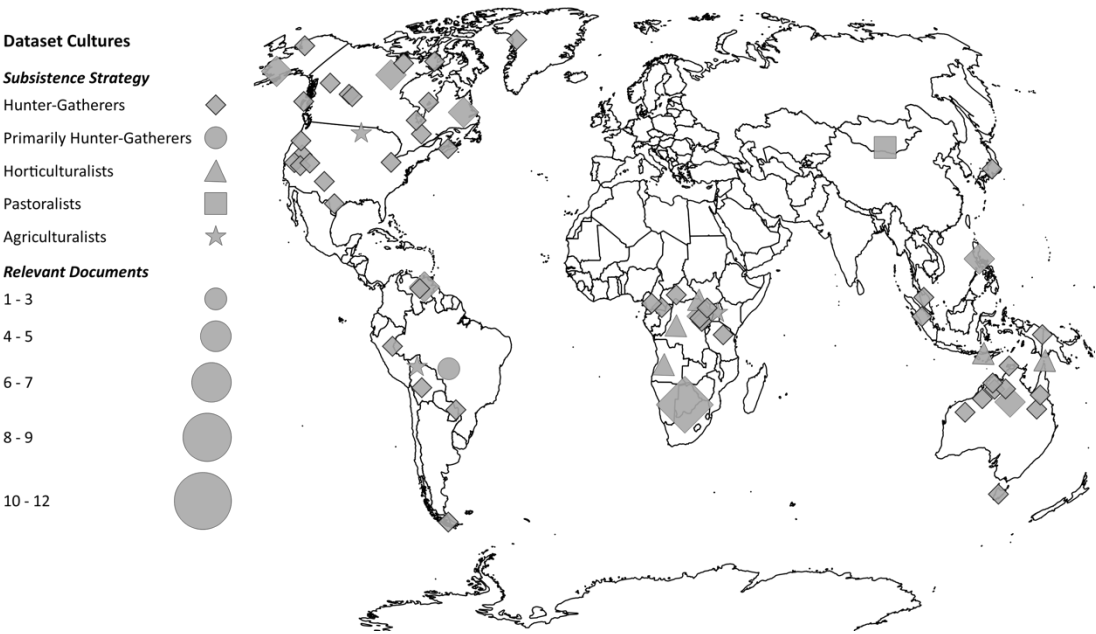 Dataset Cultures
Subsistence Strategy
Hunter-Gatherers
Primarily Hunter-Gatherers
Horticulturalists
Pastoralists
Agriculturalists
Relevant Documents
1 - 3
4 - 5
6 - 7
8 - 9
10 - 12